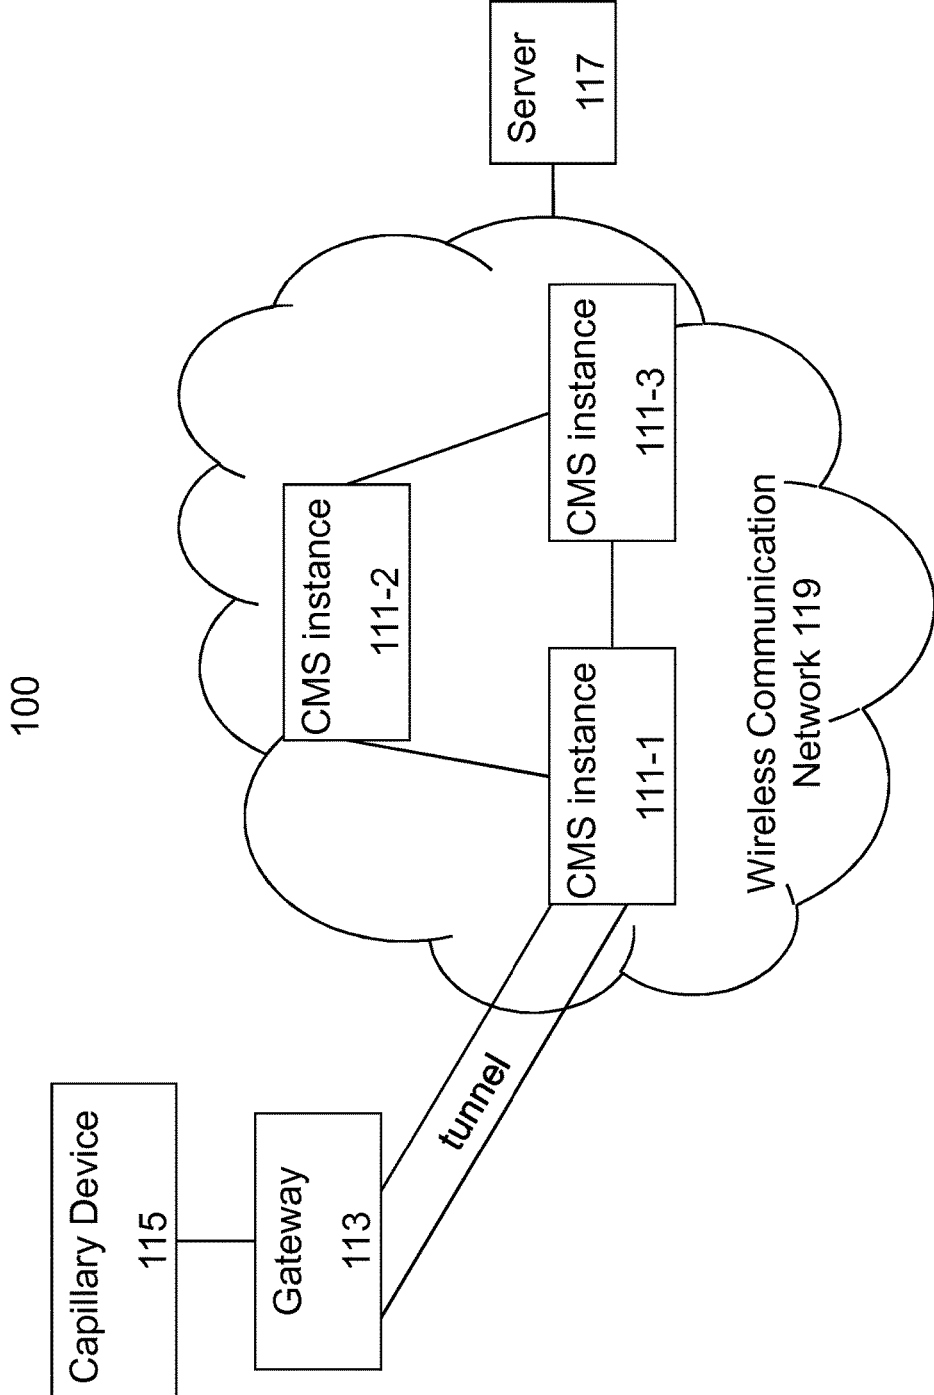 100
Capillary Device
115
Gateway
113
tunnel
CMS instance
111-2
CMS instance
111-1
CMS instance
111-3
Wireless Communication
Network 119
Server
117